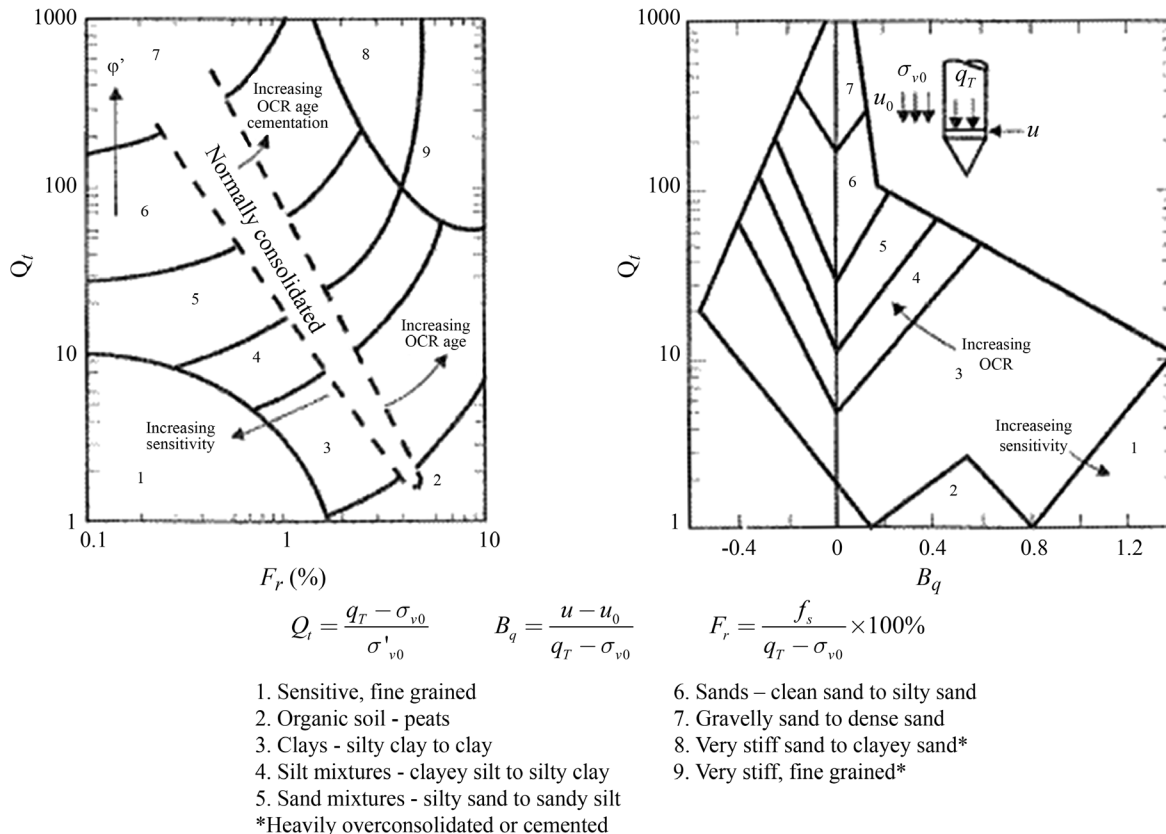 1000
100
10
1
Q_t
0.1
1
10
F_r (%)
φ'
7
8
Increasing
OCR age
cementation
9
6
Normally consolidated
5
4
Increasing
OCR age
Increasing
sensitivity
3
1
2
1000
100
10
1
Q_t
-0.4
0
0.4
0.8
1.2
B_q
σ_v0
q_T
u_0
u
7
6
5
4
Increasing
OCR
3
Increaseing
sensitivity
1
2
Q_t = (q_T − σ_v0) / σ'_v0
B_q = (u − u_0) / (q_T − σ_v0)
F_r = f_s / (q_T − σ_v0) ×100%
1. Sensitive, fine grained
2. Organic soil - peats
3. Clays - silty clay to clay
4. Silt mixtures - clayey silt to silty clay
5. Sand mixtures - silty sand to sandy silt
*Heavily overconsolidated or cemented
6. Sands – clean sand to silty sand
7. Gravelly sand to dense sand
8. Very stiff sand to clayey sand*
9. Very stiff, fine grained*